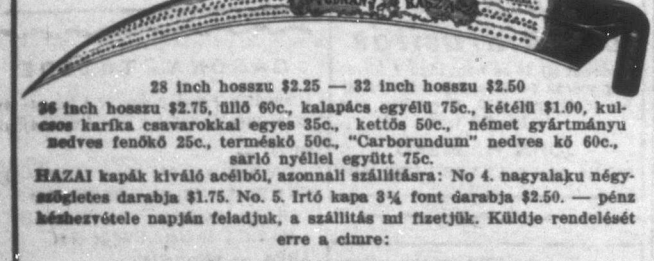 28 inch hosszu $2.25 — 32 inch hosszu $2.50
36 inch hosszu $2.75, üllő 60c., kalapács egyélü 75c., kétélü $1.00, kul-
csos karika csavarokkal egyes 35c., kettős 50c., német gyártmányu
nedves fenőkő 25c., terméskő 50c., "Carborundum" nedves kő 60c.,
sarló nyéllel együtt 75c.
HAZAI kapák kiváló acélból, azonnali szállitásra: No 4. nagyalaku négy-
szögletes darabja $1.75. No. 5. Irtó kapa 3¼ font darabja $2.50. — pénz
kézhezvétele napján feladjuk, a szállitás mi fizetjük. Küldje rendelését
erre a cimre: